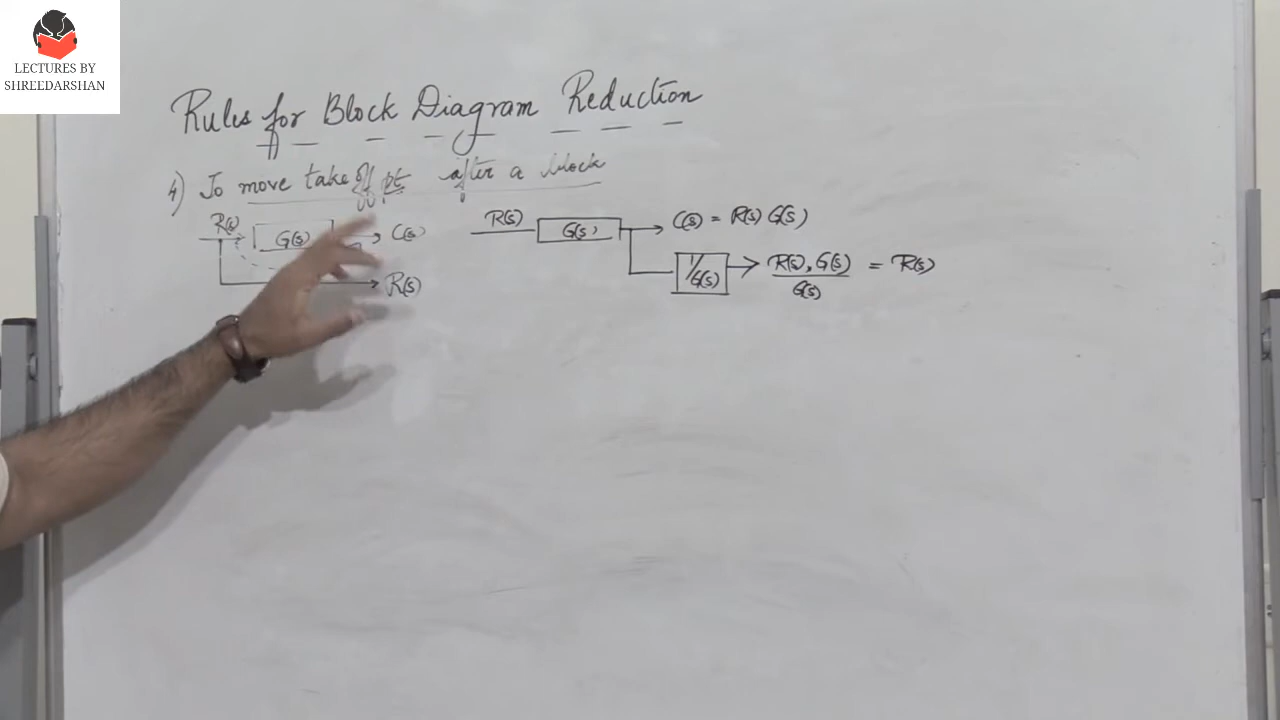 LECTURES BY
SHREEDARSHAN
Rules for Block Diagram Reduction
4) To move take off pt after a block
R(s) G(s) C(s)
R(s)
R(s) G(s) C(s) = R(s) G(s)
1/G(s) R(s), G(s) / G(s) = R(s)